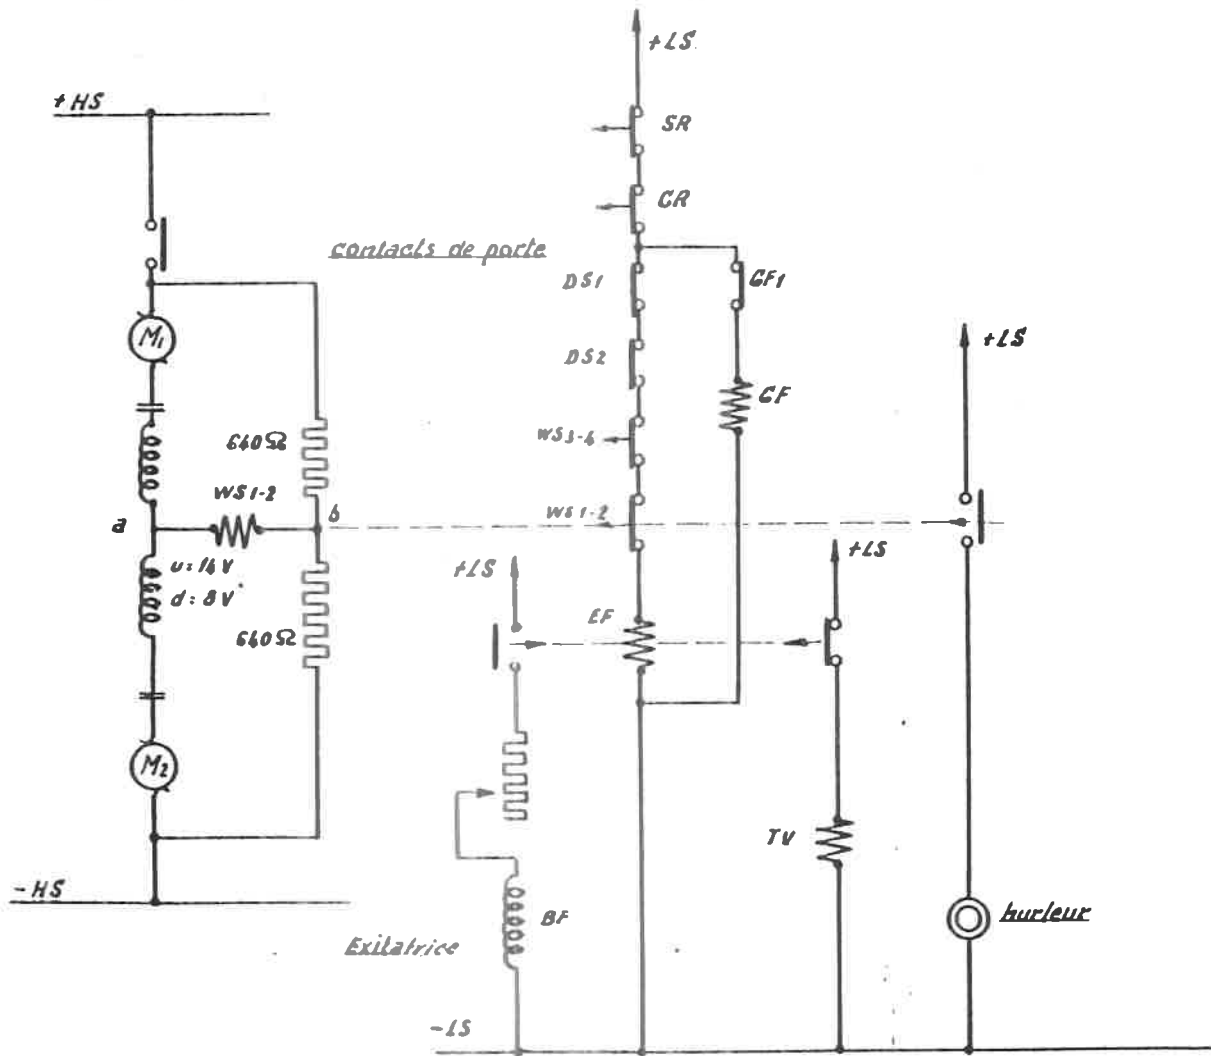 +LS
+HS
SR
CR
contacts de porte
DS1
CF1
M1
+LS
DS2
CF
640Ω
WS3-4
WS1-2
a
b
WS1-2
u=14V
d=8V
+LS
+LS
EF
640Ω
M2
TV
-HS
BF
hurleur
Exitatrice
-LS